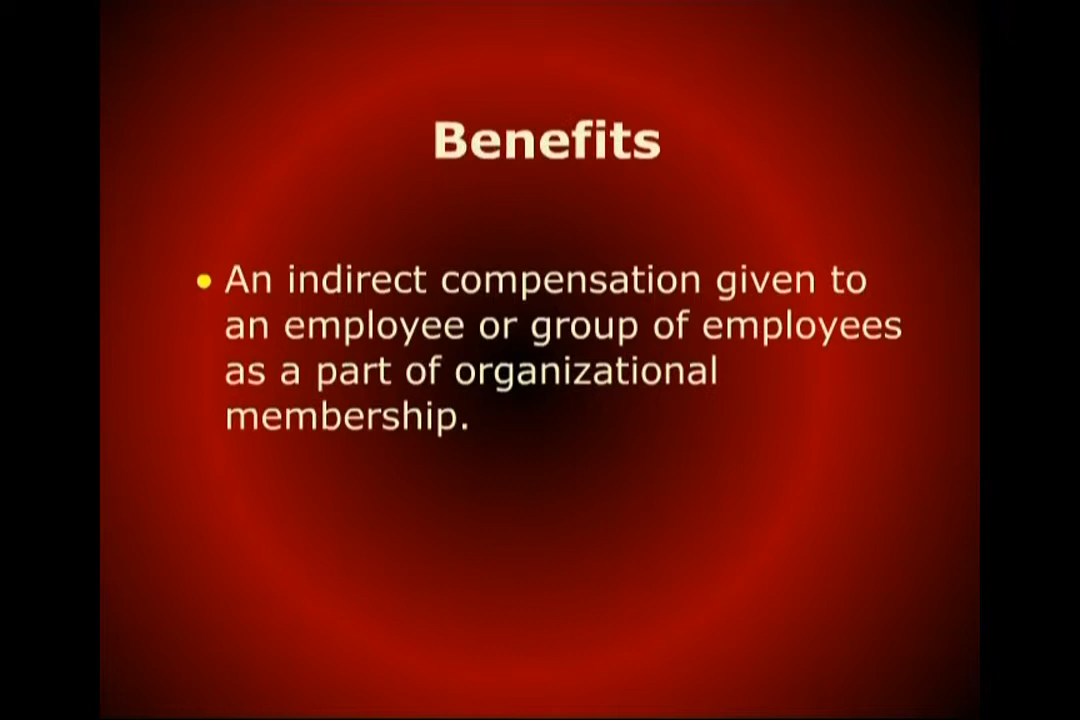 Benefits
• An indirect compensation given to
an employee or group of employees
as a part of organizational
membership.